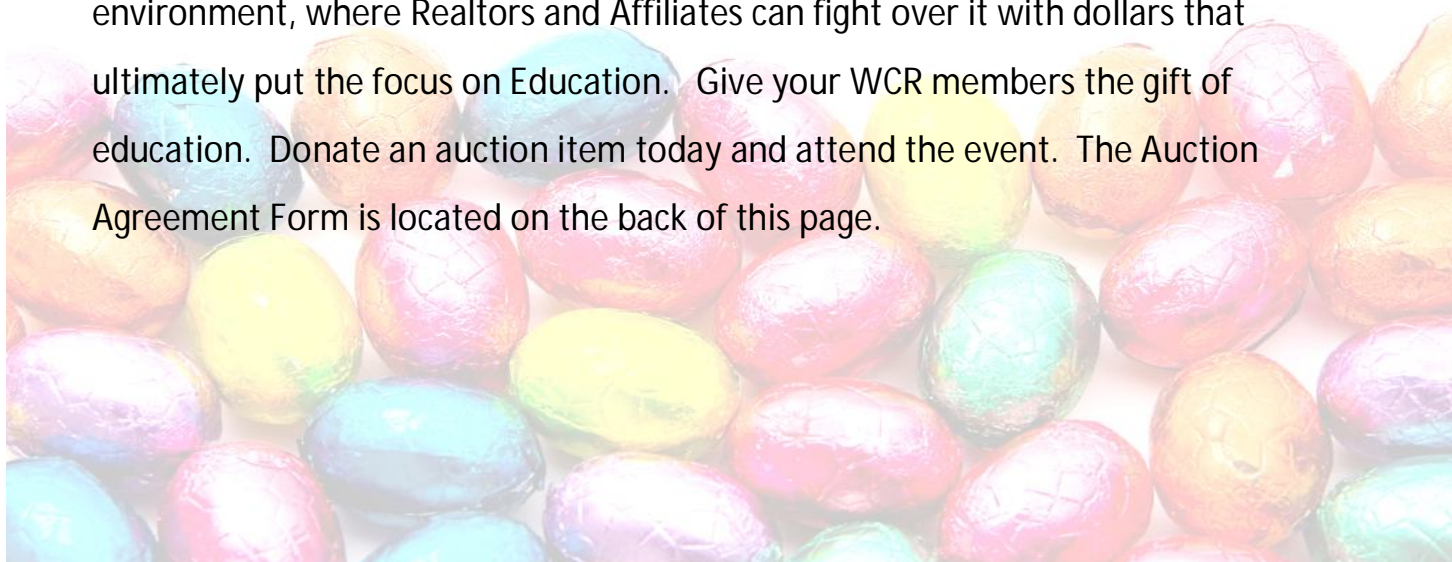 environment, where Realtors and Affiliates can fight over it with dollars that
ultimately put the focus on Education.   Give your WCR members the gift of
education.  Donate an auction item today and attend the event.  The Auction
Agreement Form is located on the back of this page.